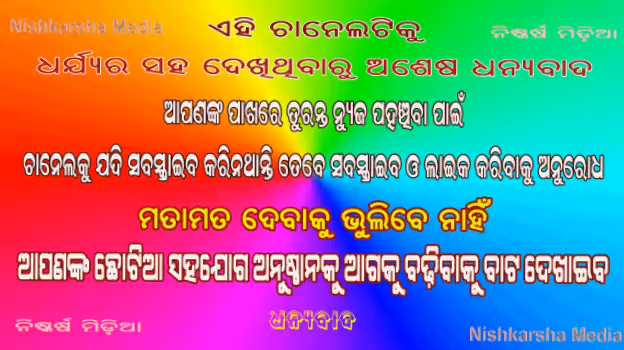 Nishkarsha Media
ନିଷ୍କର୍ଷ ମିଡ଼ିଆ
ଏହି ଚାନେଲଟିକୁ
ଧର୍ଯ୍ୟର ସହ ଦେଖିଥିବାରୁ ଅଶେଷ ଧନ୍ୟବାଦ
ଆପଣଙ୍କ ପାଖରେ ତୁରନ୍ତ ନ୍ୟୁଜ ପହଞ୍ଚିବା ପାଇଁ
ଚାନେଲକୁ ଯଦି ସବସ୍କ୍ରାଇବ କରିନଥାନ୍ତି ତେବେ ସବସ୍କ୍ରାଇବ ଓ ଲାଇକ କରିବାକୁ ଅନୁରୋଧ
ମତାମତ ଦେବାକୁ ଭୁଲିବେ ନାହିଁ
ଆପଣଙ୍କ ଛୋଟିଆ ସହଯୋଗ ଅନୁଷ୍ଠାନକୁ ଆଗକୁ ବଢ଼ିବାକୁ ବାଟ ଦେଖାଇବ
ଧନ୍ୟବାଦ
ନିଷ୍କର୍ଷ ମିଡ଼ିଆ
Nishkarsha Media